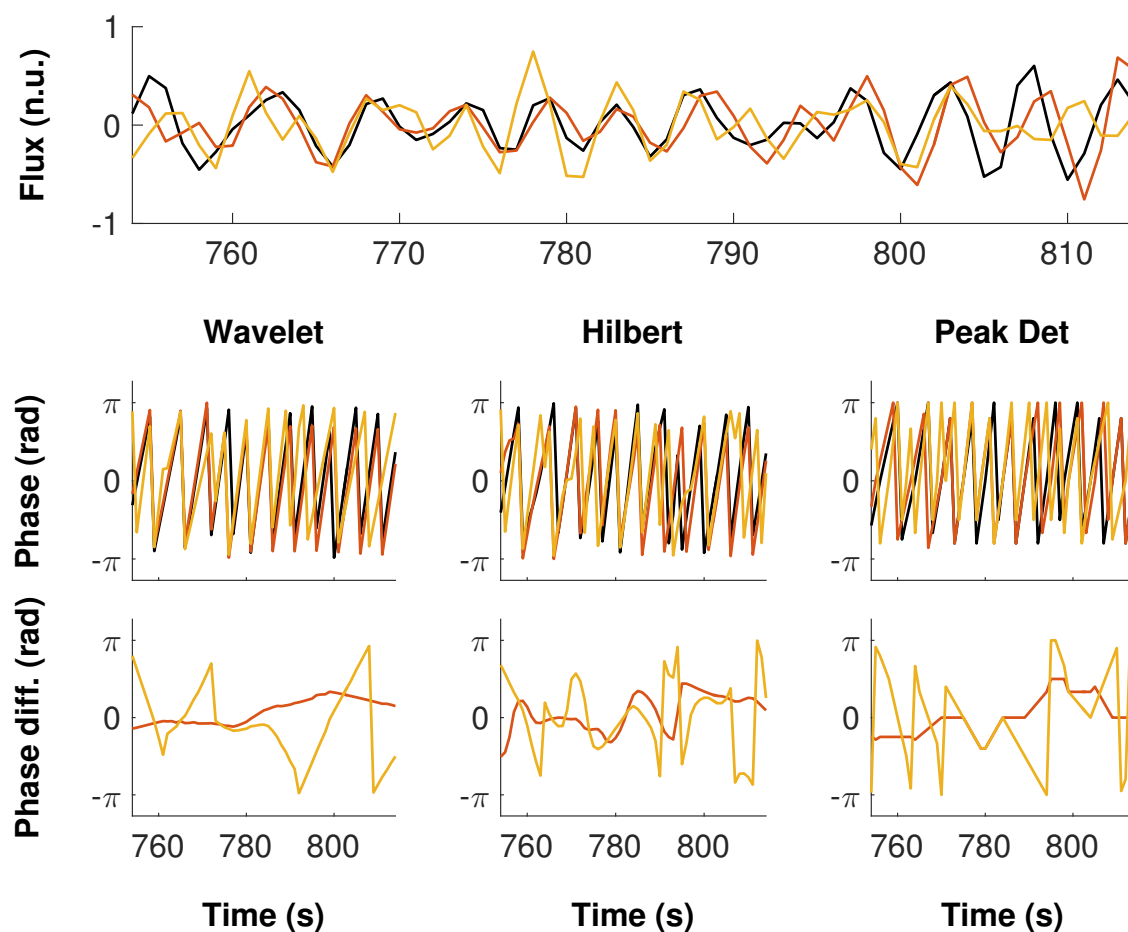 Flux (n.u.)
1
0
-1
760 770 780 790 800 810
Wavelet Hilbert Peak Det
Phase (rad)
π π π
0 0 0
-π -π -π
Phase diff. (rad)
π π π
0 0 0
-π -π -π
760 780 800 760 780 800 760 780 800
Time (s) Time (s) Time (s)